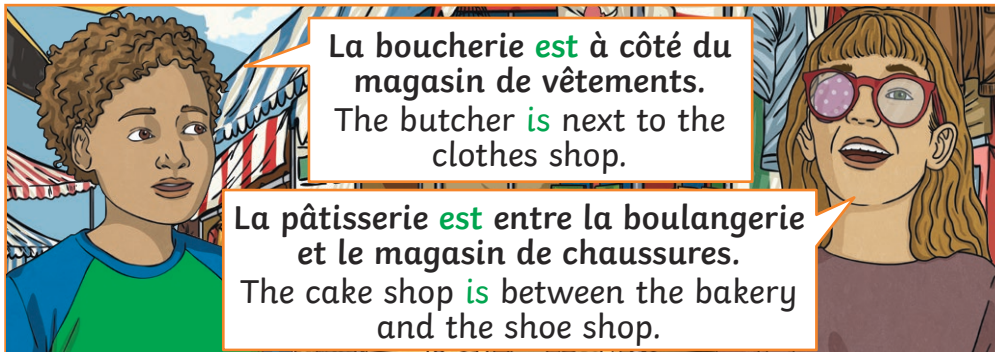 La boucherie est à côté du
magasin de vêtements.
The butcher is next to the
clothes shop.
La pâtisserie est entre la boulangerie
et le magasin de chaussures.
The cake shop is between the bakery
and the shoe shop.